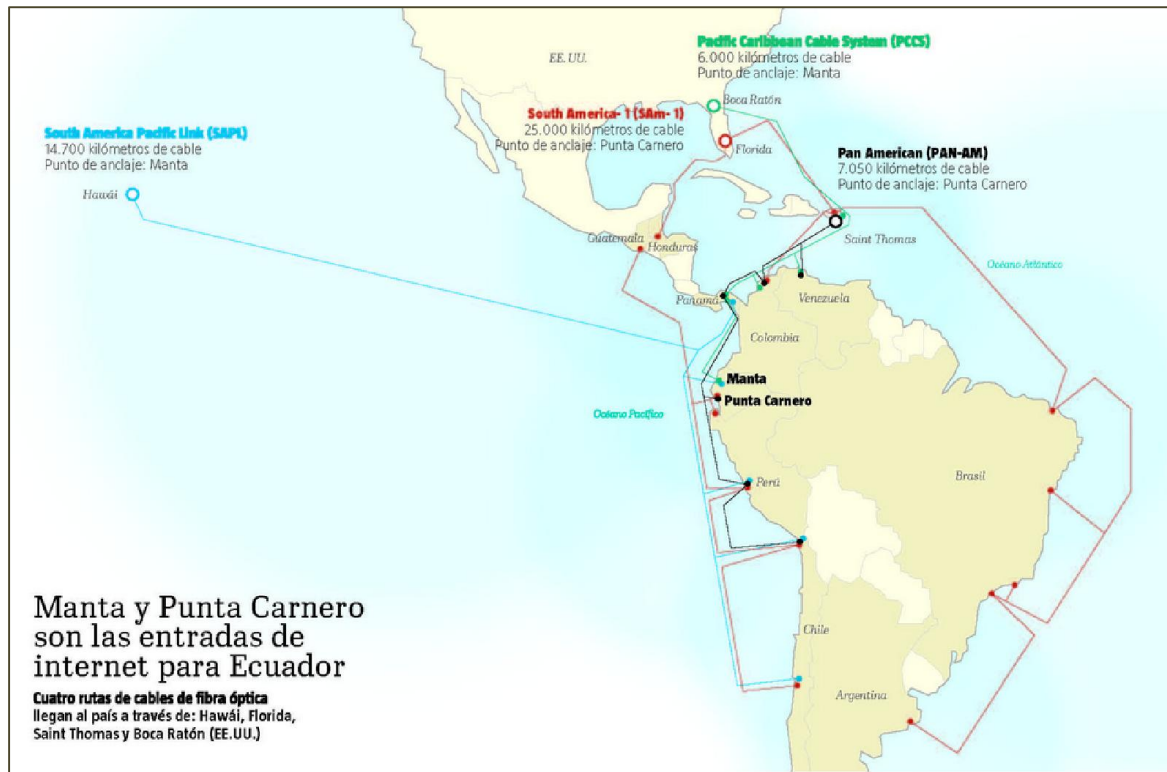 Pacific Caribbean Cable System (PCCS)
6.000 kilómetros de cable
Punto de anclaje: Manta
EE. UU.
Boca Ratón
South America- 1 (SAm- 1)
25.000 kilómetros de cable
Punto de anclaje: Punta Carnero
Florida
South America Pacific Link (SAPL)
14.700 kilómetros de cable
Punto de anclaje: Manta
Hawái
Pan American (PAN-AM)
7.050 kilómetros de cable
Punto de anclaje: Punta Carnero
Guatemala
Honduras
Saint Thomas
Océano Atlántico
Panamá
Venezuela
Colombia
Manta
Punta Carnero
Océano Pacífico
Perú
Brasil
Chile
Argentina
Manta y Punta Carnero
son las entradas de
internet para Ecuador
Cuatro rutas de cables de fibra óptica
llegan al país a través de: Hawái, Florida,
Saint Thomas y Boca Ratón (EE.UU.)